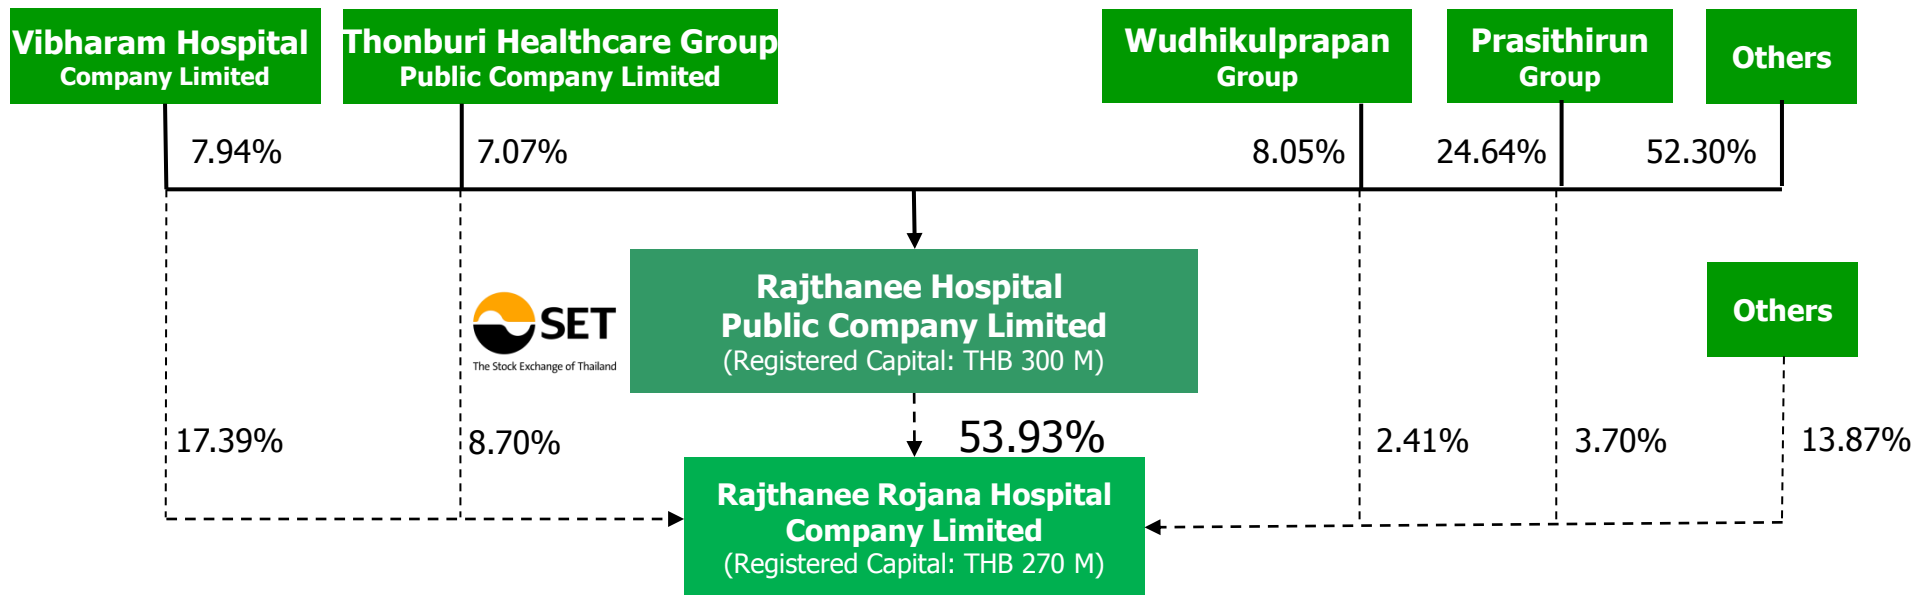 Vibharam Hospital
Company Limited
Thonburi Healthcare Group
Public Company Limited
Wudhikulprapan
Group
Prasithirun
Group
Others
7.94%
7.07%
8.05%
24.64%
52.30%
SET
The Stock Exchange of Thailand
Rajthanee Hospital
Public Company Limited
(Registered Capital: THB 300 M)
Others
17.39%
8.70%
53.93%
2.41%
3.70%
13.87%
Rajthanee Rojana Hospital
Company Limited
(Registered Capital: THB 270 M)